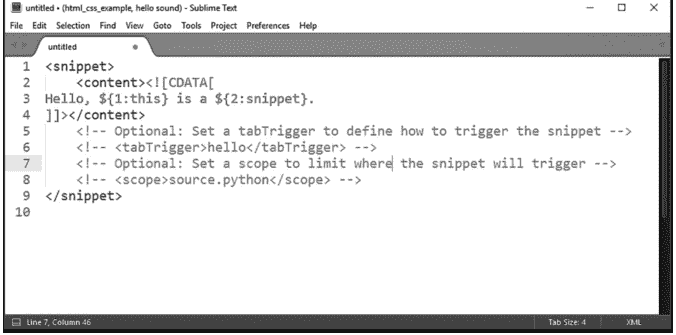 untitled • (html_css_example, hello sound) - Sublime Text
File Edit Selection Find View Goto Tools Project Preferences Help
untitled
1 <snippet>
2     <content><![CDATA[
3 Hello, ${1:this} is a ${2:snippet}.
4 ]]></content>
5     <!-- Optional: Set a tabTrigger to define how to trigger the snippet -->
6     <!-- <tabTrigger>hello</tabTrigger> -->
7     <!-- Optional: Set a scope to limit where the snippet will trigger -->
8     <!-- <scope>source.python</scope> -->
9 </snippet>
10
Line 7, Column 46 Tab Size: 4 XML